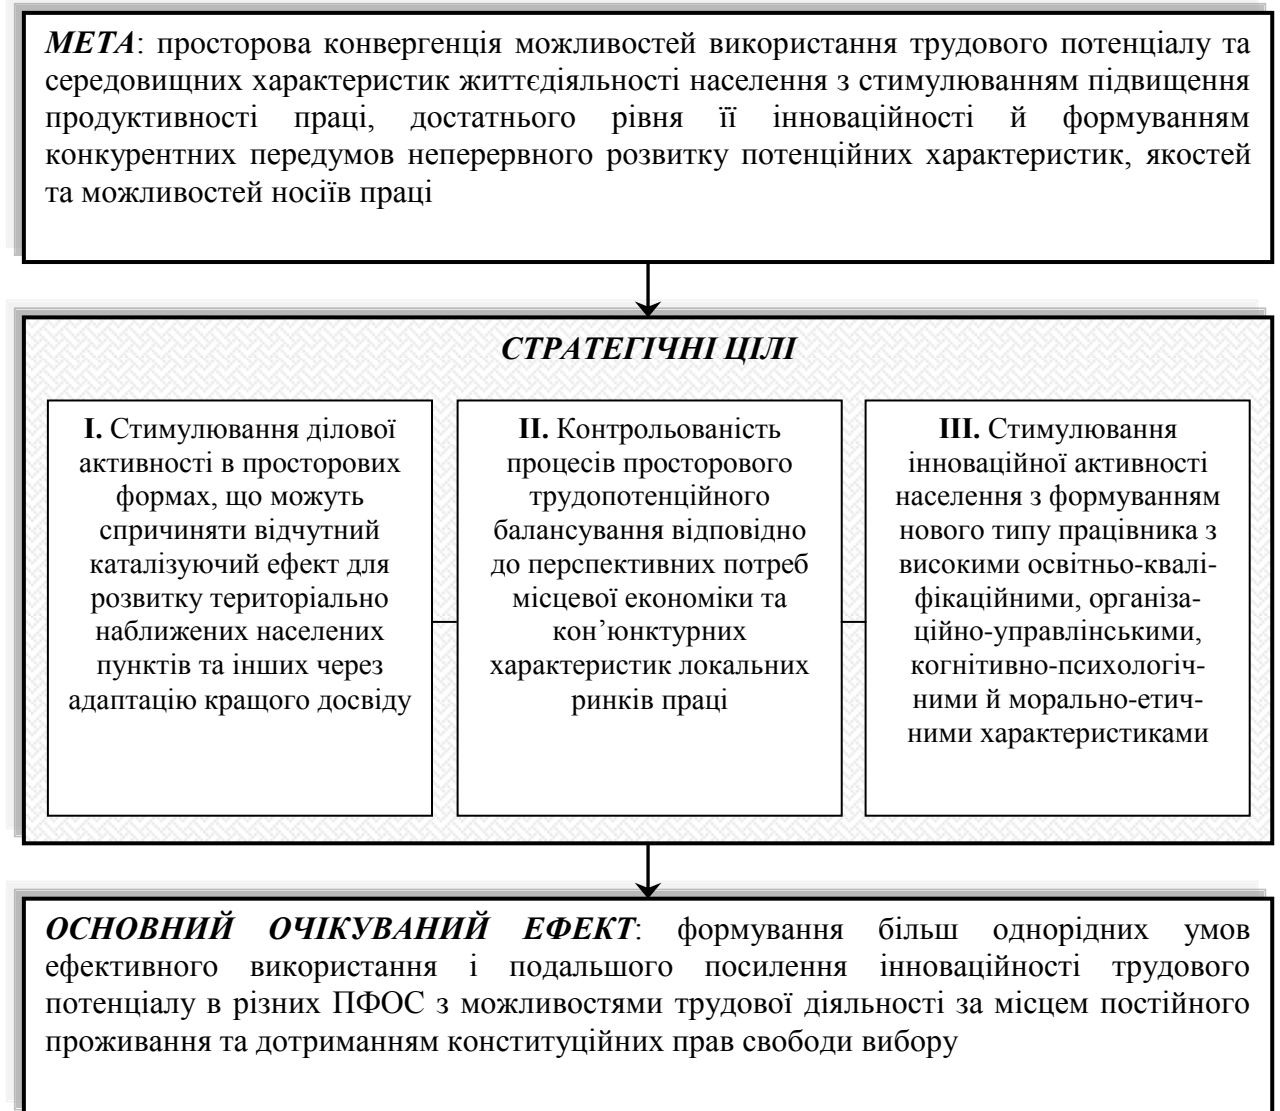 МЕТА: просторова конвергенція можливостей використання трудового потенціалу та
середовищних характеристик життєдіяльності населення з стимулюванням підвищення
продуктивності праці, достатнього рівня її інноваційності й формуванням
конкурентних передумов неперервного розвитку потенційних характеристик, якостей
та можливостей носіїв праці
СТРАТЕГІЧНІ ЦІЛІ
І. Стимулювання ділової
активності в просторових
формах, що можуть
спричиняти відчутний
каталізуючий ефект для
розвитку територіально
наближених населених
пунктів та інших через
адаптацію кращого досвіду
ІІ. Контрольованість
процесів просторового
трудопотенційного
балансування відповідно
до перспективних потреб
місцевої економіки та
кон’юнктурних
характеристик локальних
ринків праці
ІІІ. Стимулювання
інноваційної активності
населення з формуванням
нового типу працівника з
високими освітньо-квалі-
фікаційними, організа-
ційно-управлінськими,
когнітивно-психологіч-
ними й морально-етич-
ними характеристиками
ОСНОВНИЙ ОЧІКУВАНИЙ ЕФЕКТ: формування більш однорідних умов
ефективного використання і подальшого посилення інноваційності трудового
потенціалу в різних ПФОС з можливостями трудової діяльності за місцем постійного
проживання та дотриманням конституційних прав свободи вибору